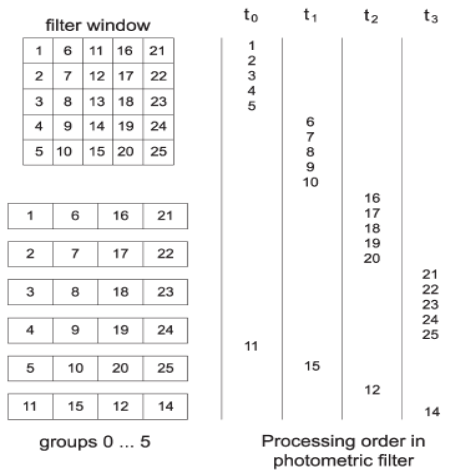 filter window
1 6 11 16 21
2 7 12 17 22
3 8 13 18 23
4 9 14 19 24
5 10 15 20 25
1 6 16 21
2 7 17 22
3 8 18 23
4 9 19 24
5 10 20 25
11 15 12 14
groups 0 ... 5
t0 t1 t2 t3
1
2
3
4
5
6
7
8
9
10
16
17
18
19
20
21
22
23
24
25
11
15
12
14
Processing order in
photometric filter